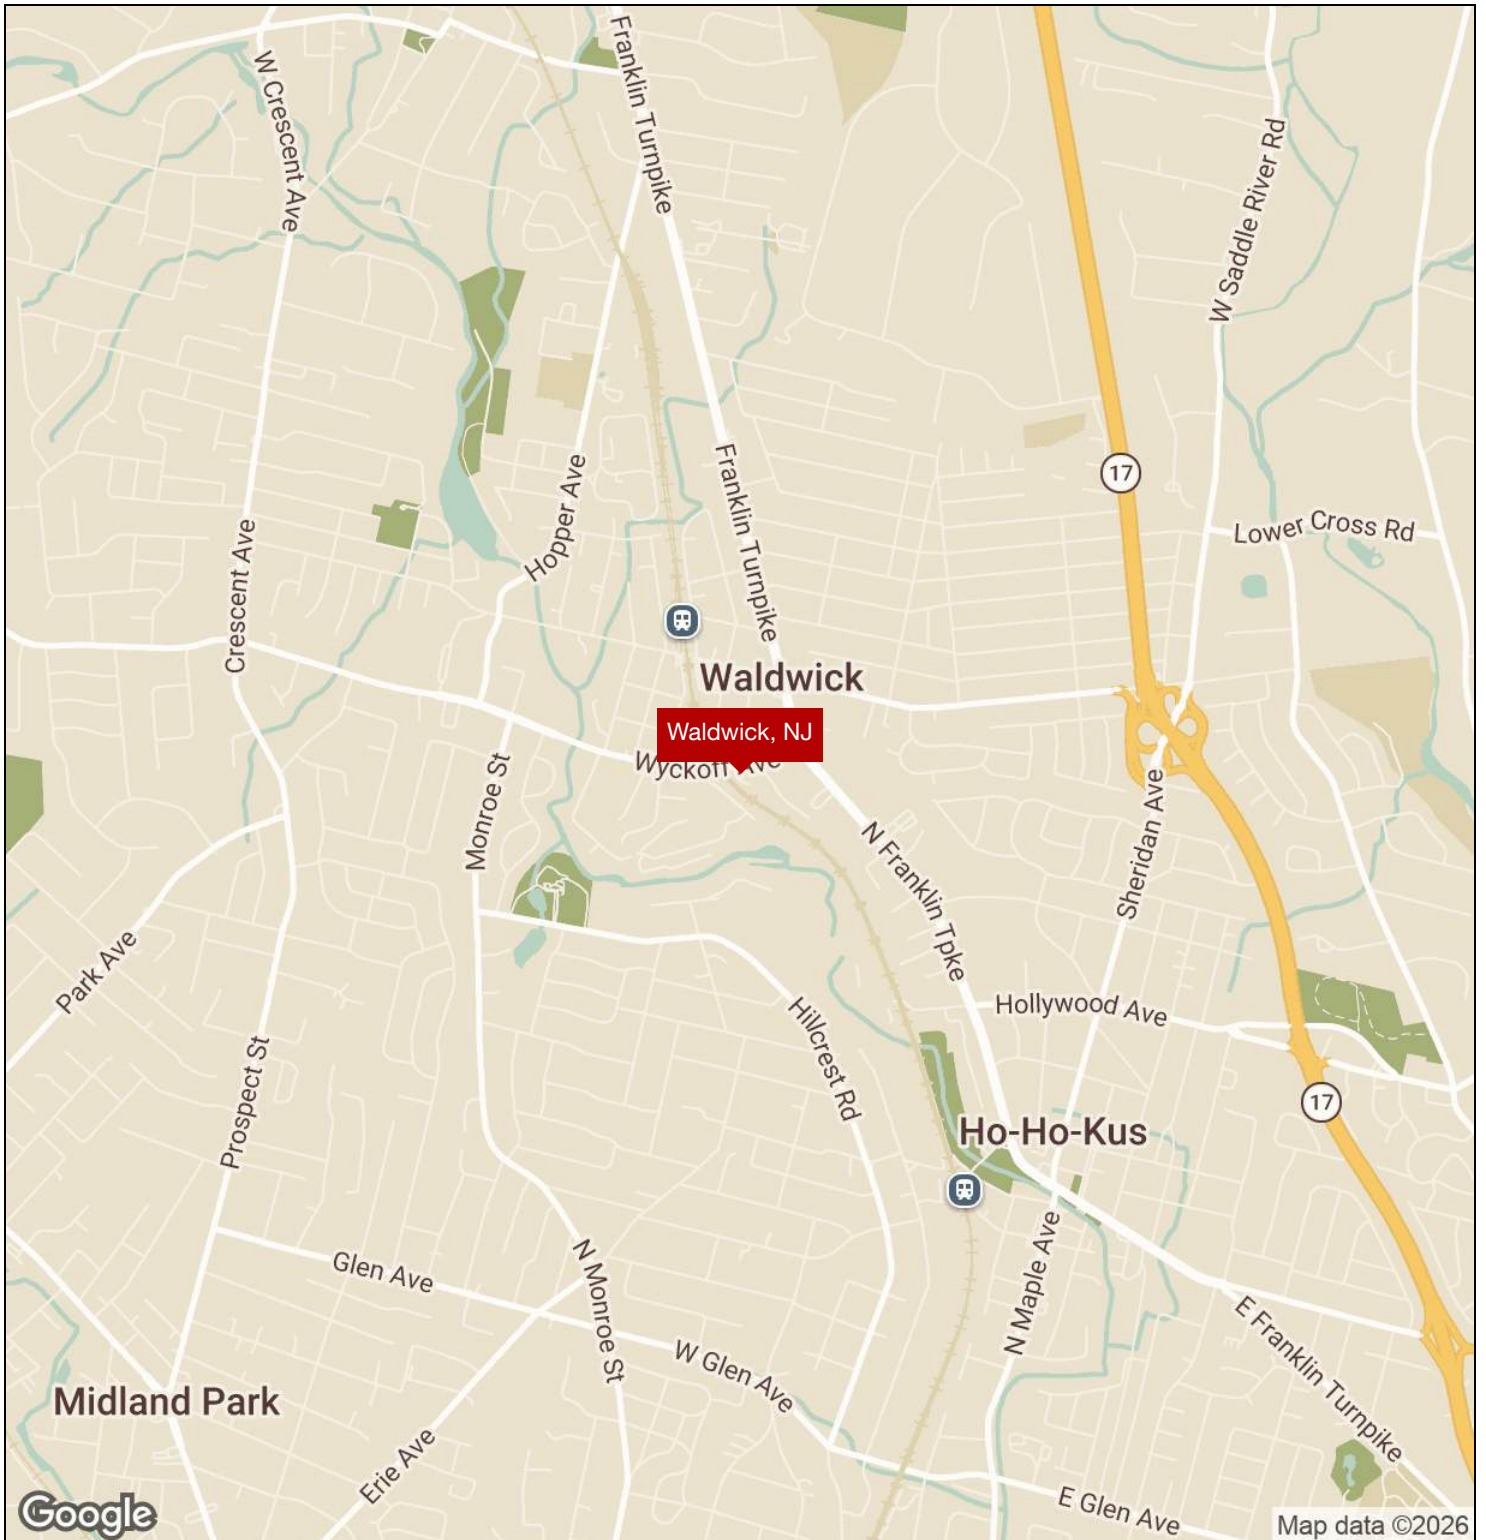 Franklin Turnpike
W Crescent Ave
W Saddle River Rd
Franklin Turnpike
Hopper Ave
17
Lower Cross Rd
Crescent Ave
Waldwick
Waldwick, NJ
Wyckoff Ave
Monroe St
Sheridan Ave
N Franklin Tpke
Park Ave
Hollywood Ave
Hillcrest Rd
Prospect St
17
Ho-Ho-Kus
N Maple Ave
Glen Ave
N Monroe St
E Franklin Turnpike
W Glen Ave
Midland Park
Erie Ave
E Glen Ave
Google
Map data ©2026